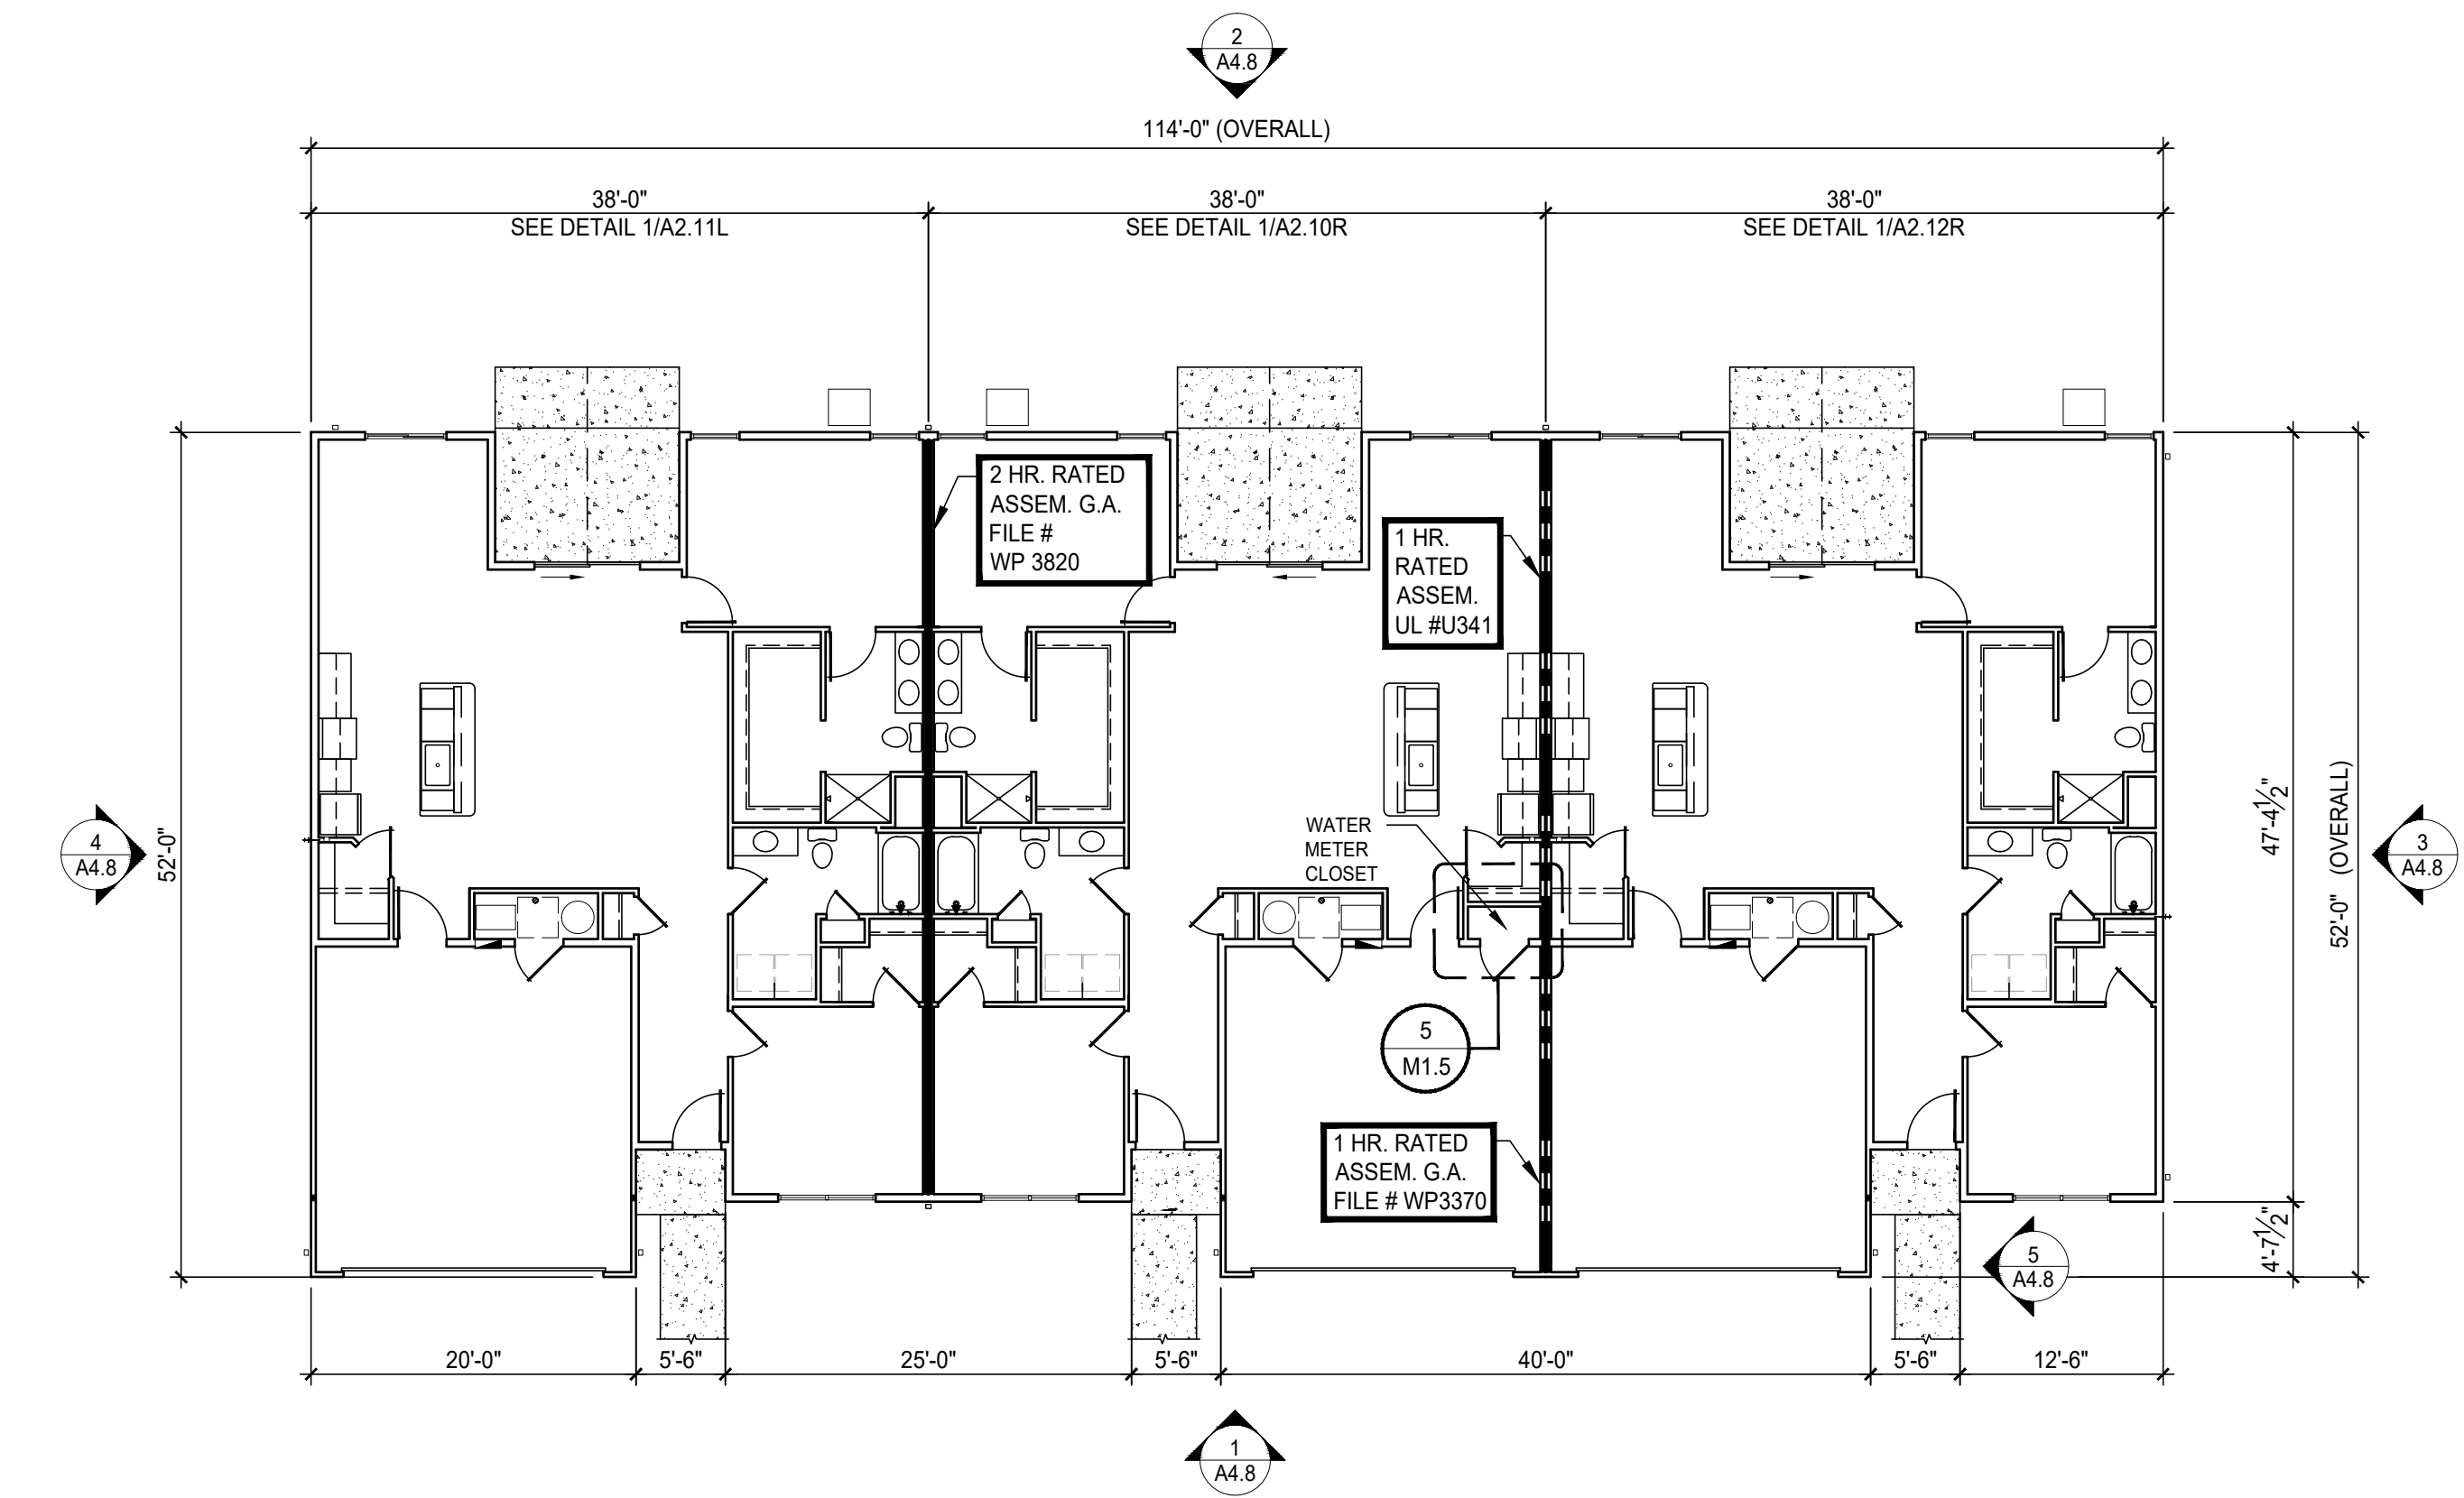 2
A4.8
114'-0" (OVERALL)
38'-0"
SEE DETAIL 1/A2.11L
38'-0"
SEE DETAIL 1/A2.10R
38'-0"
SEE DETAIL 1/A2.12R
2 HR. RATED
ASSEM. G.A.
FILE #
WP 3820
1 HR.
RATED
ASSEM.
UL #U341
WATER
METER
CLOSET
4
A4.8
52'-0"
47'-4½"
52'-0" (OVERALL)
3
A4.8
5
M1.5
1 HR. RATED
ASSEM. G.A.
FILE # WP3370
4'-7½"
5
A4.8
20'-0"
5'-6"
25'-0"
5'-6"
40'-0"
5'-6"
12'-6"
1
A4.8